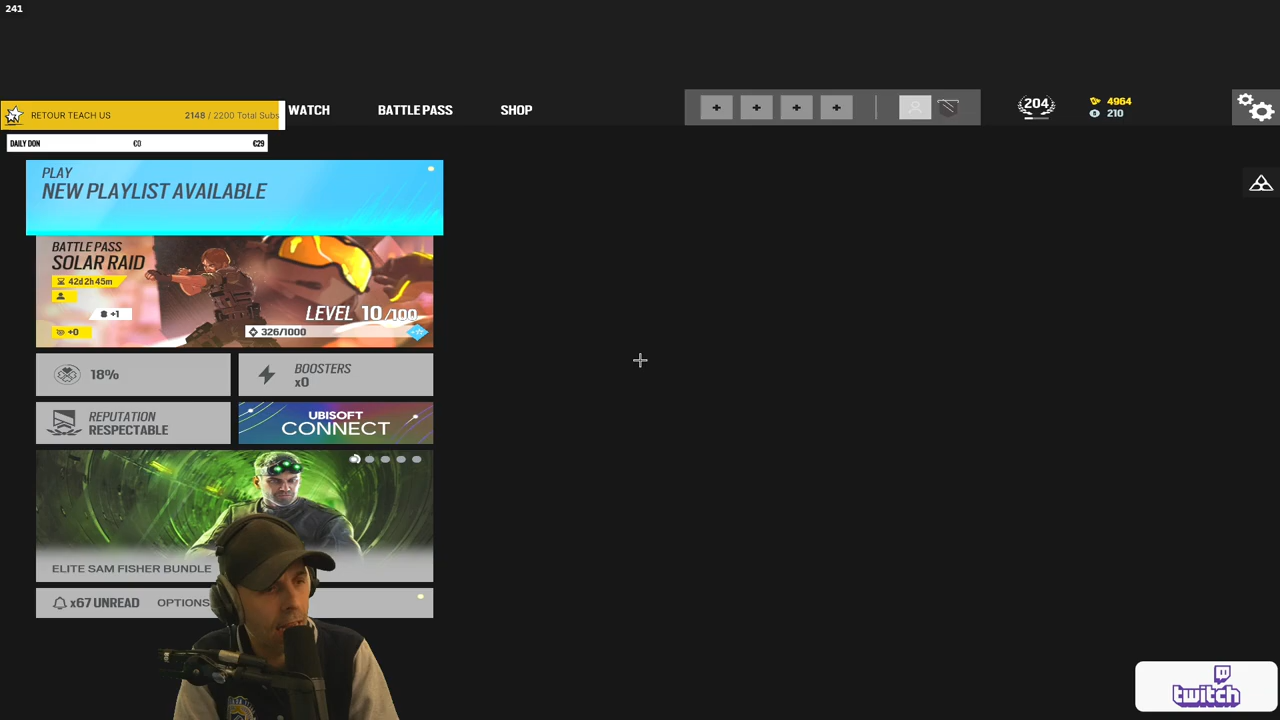 241
WATCH
BATTLE PASS
SHOP
204
4964
210
RETOUR TEACH US
2148 / 2200 Total Subs
DAILY DON
€0
€29
PLAY
NEW PLAYLIST AVAILABLE
BATTLE PASS
SOLAR RAID
42d 2h 45m
+1
LEVEL 10/100
+0
326/1000
18%
BOOSTERS
x0
REPUTATION
RESPECTABLE
UBISOFT
CONNECT
ELITE SAM FISHER BUNDLE
x67 UNREAD
OPTIONS
twitch